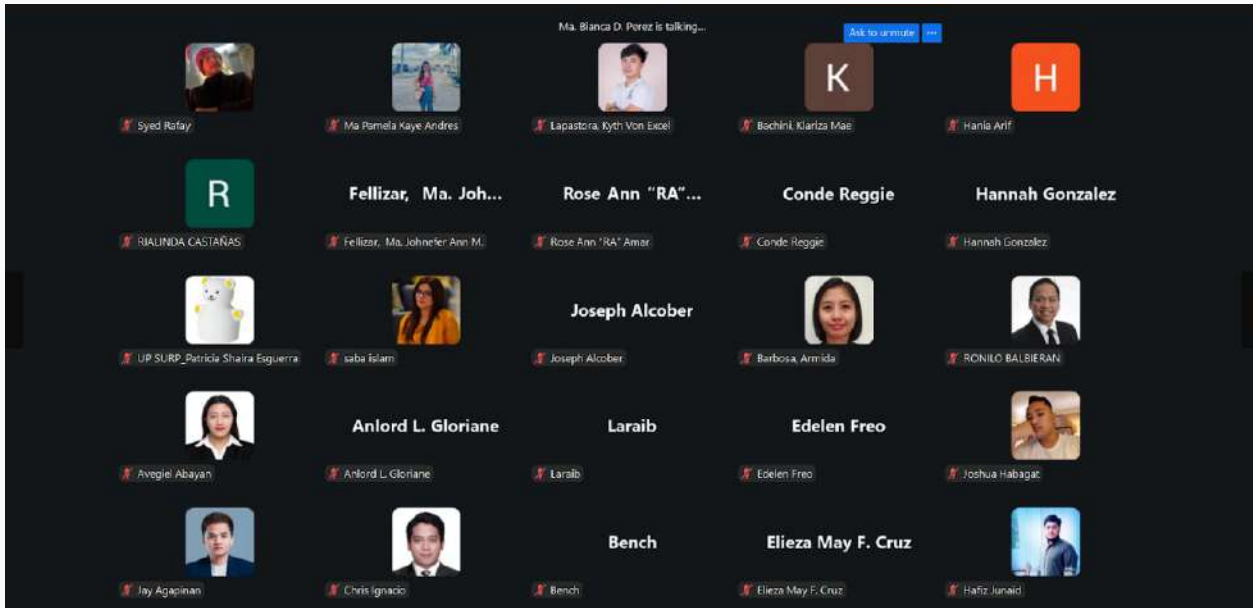 Ma. Bianca D. Perez is talking...
Ask to unmute ...
K
H
Syed Rafay
Ma Pamela Kaye Andres
Lapastora, Kyth Von Excel
Bachini, Klariza Mae
Hania Arif
R
Fellizar, Ma. Joh...
Rose Ann "RA"...
Conde Reggie
Hannah Gonzalez
RIALINDA CASTAÑAS
Fellizar, Ma. Johnefer Ann M.
Rose Ann "RA" Amar
Conde Reggie
Hannah Gonzalez
Joseph Alcober
UP SURP_Patricia Shaira Esguerra
saba islam
Joseph Alcober
Barbosa, Armida
RONILO BALBIERAN
Anlord L. Gloriane
Laraib
Edelen Freo
Avegiel Abayan
Anlord L. Gloriane
Laraib
Edelen Freo
Joshua Habagat
Bench
Elieza May F. Cruz
Jay Agapinan
Chris Ignacio
Bench
Elieza May F. Cruz
Hafiz Junaid